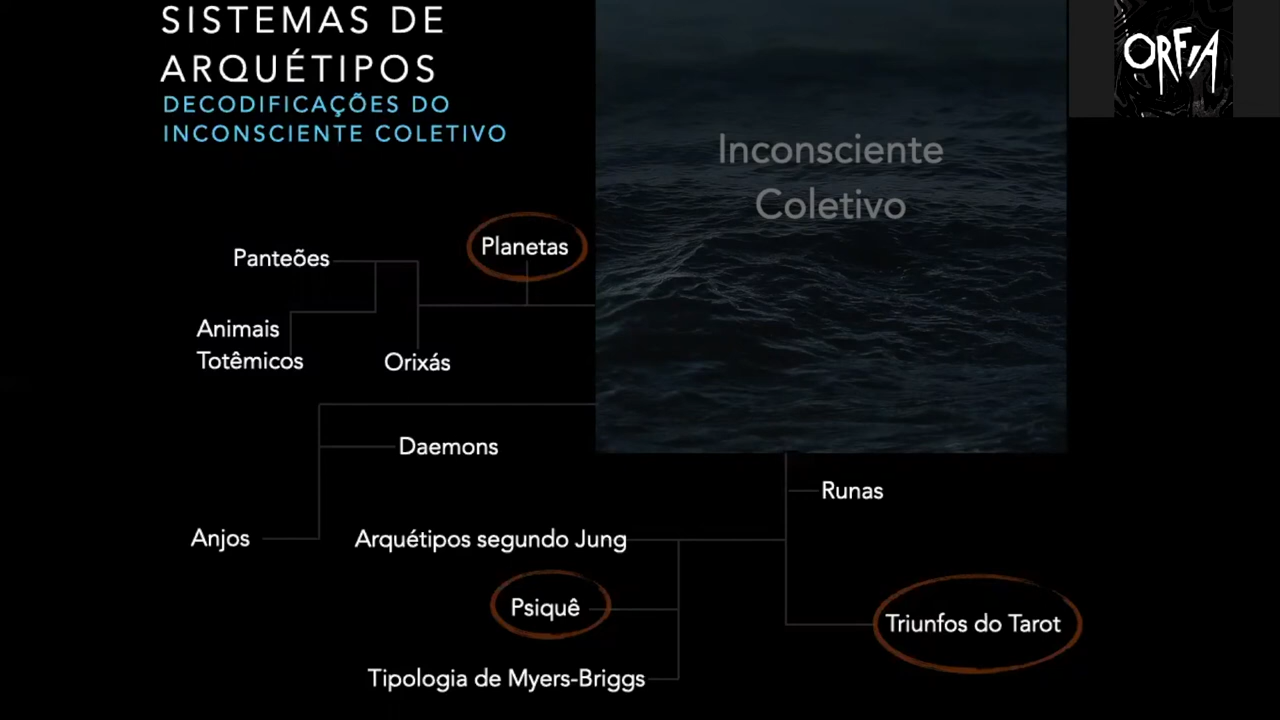 SISTEMAS DE
ARQUÉTIPOS
DECODIFICAÇÕES DO
INCONSCIENTE COLETIVO
ORFIA
Inconsciente
Coletivo
Planetas
Panteões
Animais
Totêmicos
Orixás
Daemons
Runas
Anjos
Arquétipos segundo Jung
Psiquê
Triunfos do Tarot
Tipologia de Myers-Briggs